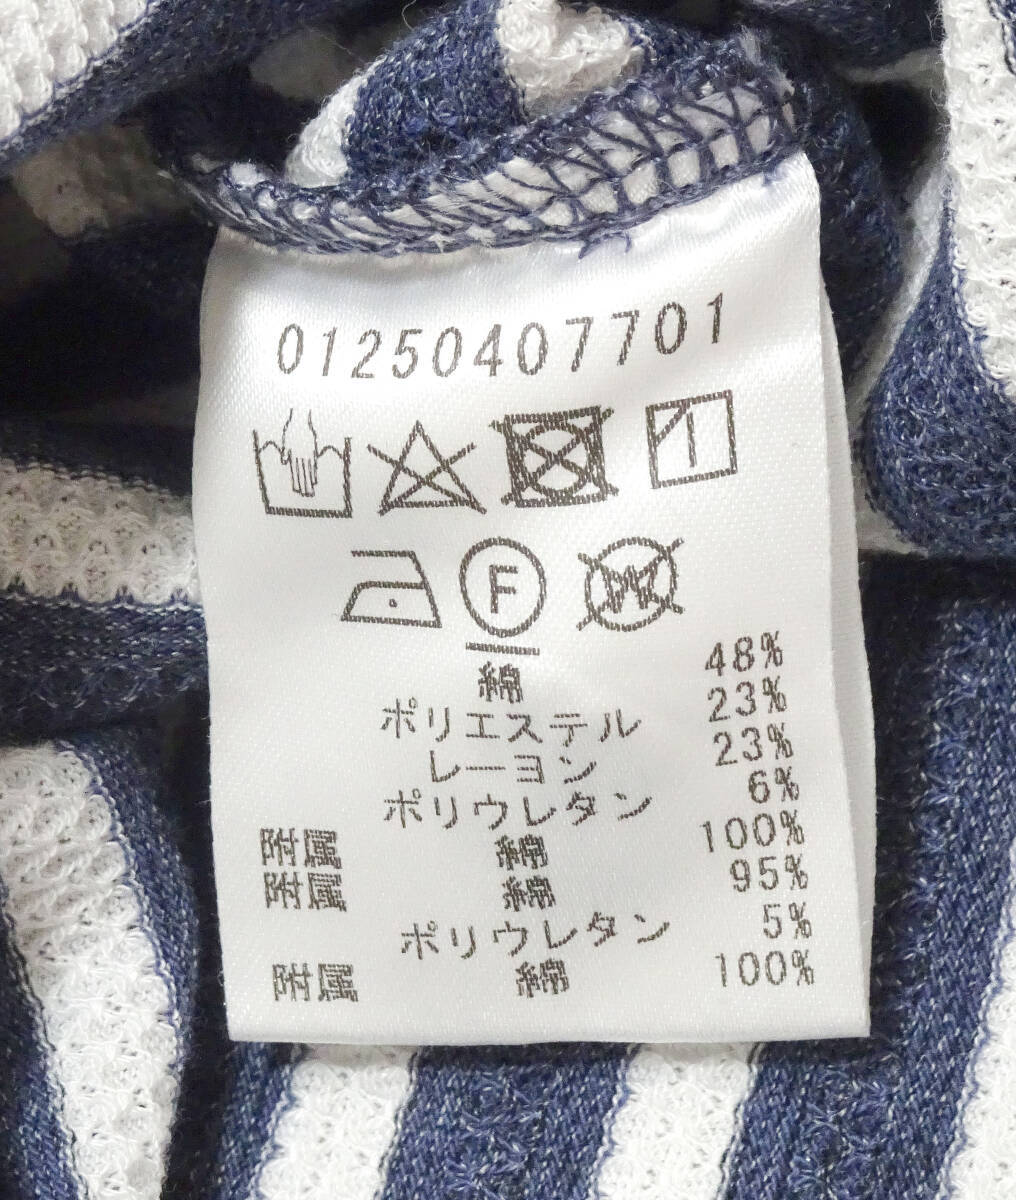 01250407701
F W
綿 48%
ポリエステル 23%
レーヨン 23%
ポリウレタン 6%
附属 綿 100%
附属 綿 95%
ポリウレタン 5%
附属 綿 100%